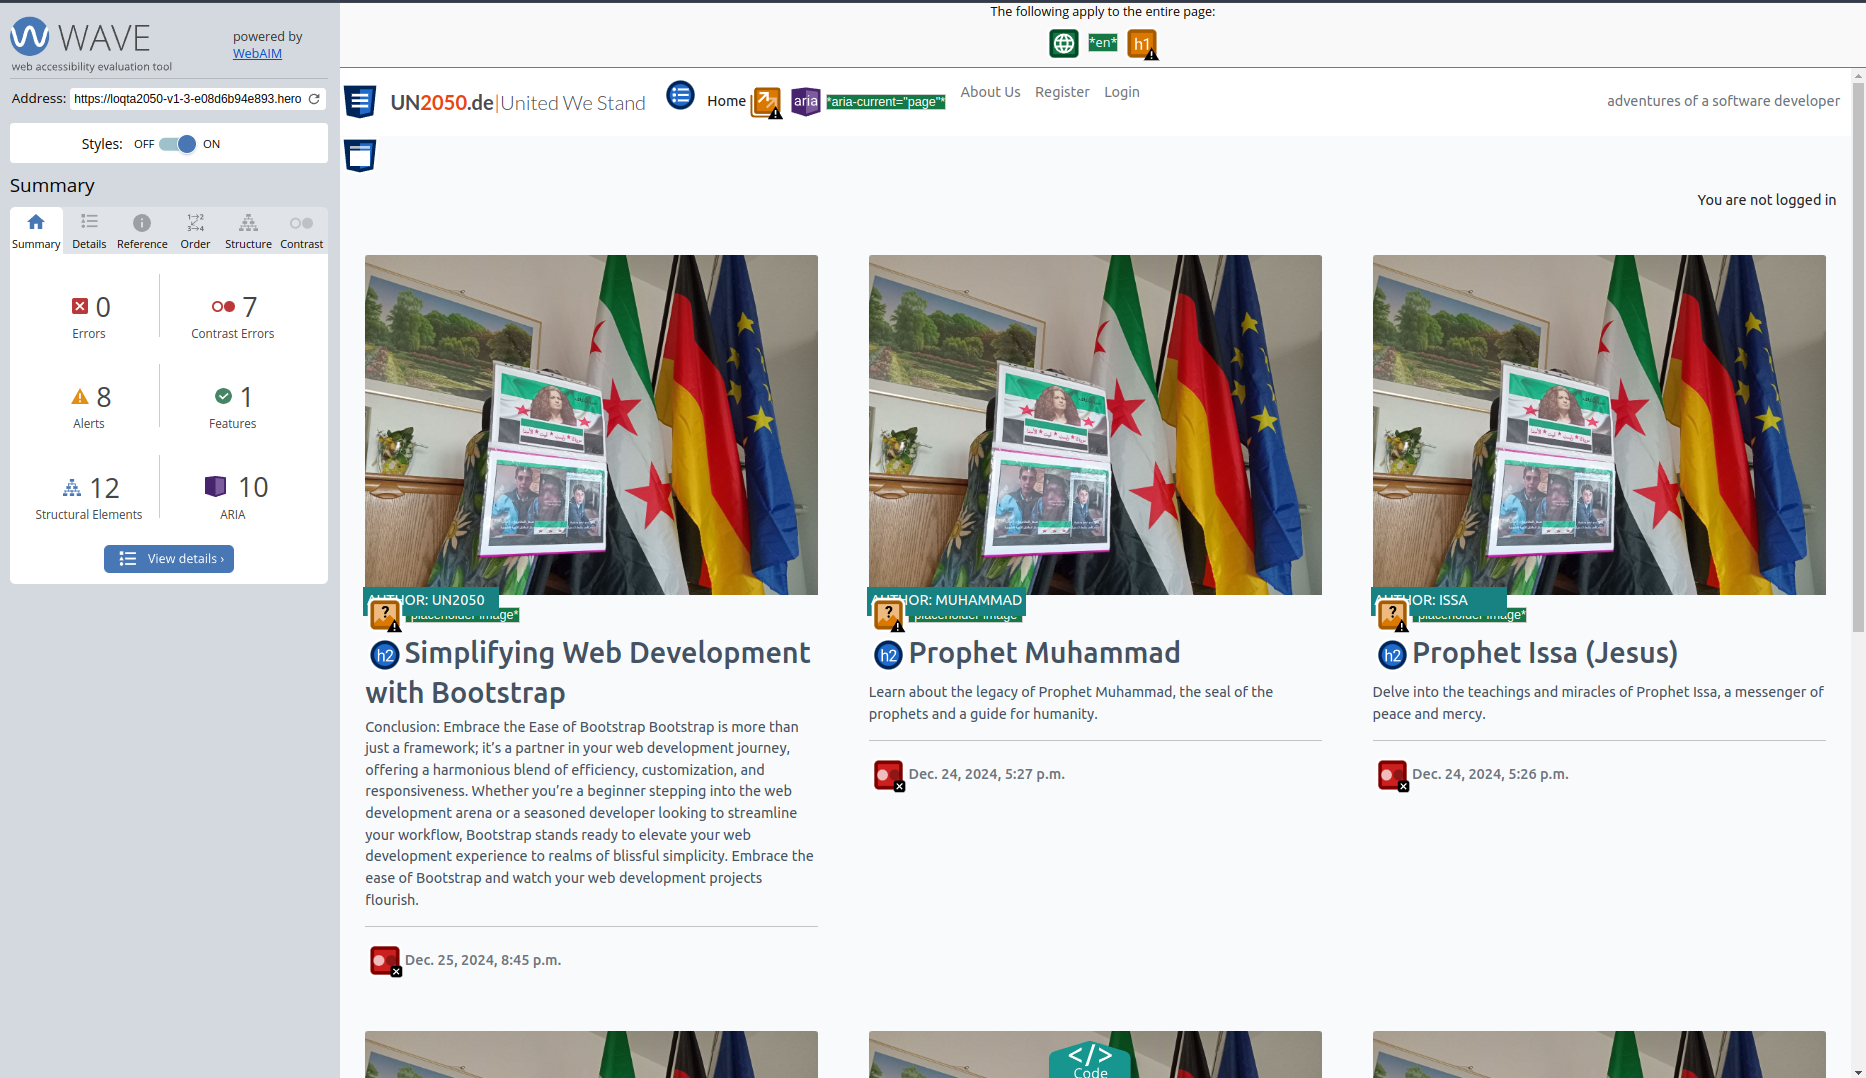 The following apply to the entire page:
*en*
h1
WAVE
web accessibility evaluation tool
powered by
WebAIM
Address: https://loqta2050-v1-3-e08d6b94e893.hero
Styles: OFF ON
Summary
Summary Details Reference Order Structure Contrast
0
Errors
7
Contrast Errors
8
Alerts
1
Features
12
Structural Elements
10
ARIA
View details ›
UN2050.de|United We Stand
Home
aria
*aria-current="page"*
About Us
Register
Login
adventures of a software developer
You are not logged in
AUTHOR: UN2050
*placeholder image*
h2 Simplifying Web Development
with Bootstrap
Conclusion: Embrace the Ease of Bootstrap Bootstrap is more than
just a framework; it’s a partner in your web development journey,
offering a harmonious blend of efficiency, customization, and
responsiveness. Whether you’re a beginner stepping into the web
development arena or a seasoned developer looking to streamline
your workflow, Bootstrap stands ready to elevate your web
development experience to realms of blissful simplicity. Embrace the
ease of Bootstrap and watch your web development projects
flourish.
Dec. 25, 2024, 8:45 p.m.
AUTHOR: MUHAMMAD
*placeholder image*
h2 Prophet Muhammad
Learn about the legacy of Prophet Muhammad, the seal of the
prophets and a guide for humanity.
Dec. 24, 2024, 5:27 p.m.
AUTHOR: ISSA
*placeholder image*
h2 Prophet Issa (Jesus)
Delve into the teachings and miracles of Prophet Issa, a messenger of
peace and mercy.
Dec. 24, 2024, 5:26 p.m.
</>
Code